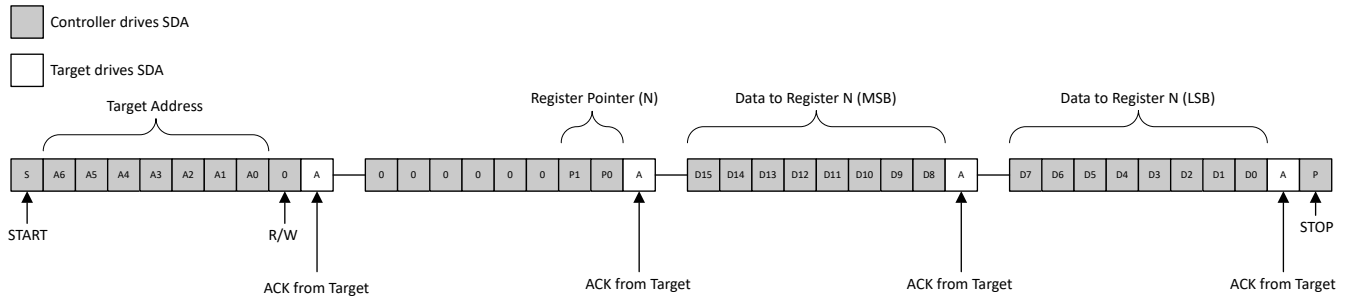 Controller drives SDA
Target drives SDA
Target Address
Register Pointer (N)
Data to Register N (MSB)
Data to Register N (LSB)
S A6 A5 A4 A3 A2 A1 A0 0 A 0 0 0 0 0 0 P1 P0 A D15 D14 D13 D12 D11 D10 D9 D8 A D7 D6 D5 D4 D3 D2 D1 D0 A P
START
R/W
STOP
ACK from Target
ACK from Target
ACK from Target
ACK from Target